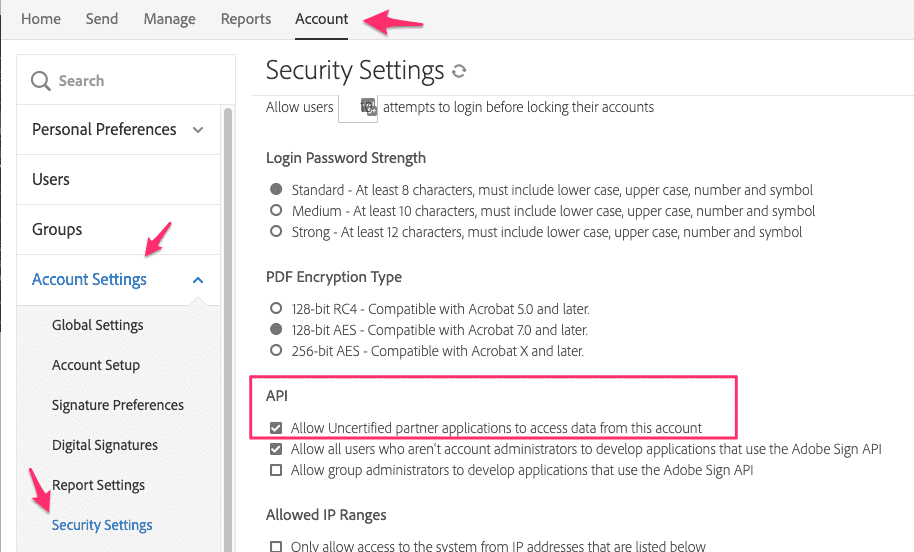 Home Send Manage Reports Account
Search
Personal Preferences
Users
Groups
Account Settings
Global Settings
Account Setup
Signature Preferences
Digital Signatures
Report Settings
Security Settings
Security Settings
Allow users attempts to login before locking their accounts
Login Password Strength
Standard - At least 8 characters, must include lower case, upper case, number and symbol
Medium - At least 10 characters, must include lower case, upper case, number and symbol
Strong - At least 12 characters, must include lower case, upper case, number and symbol
PDF Encryption Type
128-bit RC4 - Compatible with Acrobat 5.0 and later.
128-bit AES - Compatible with Acrobat 7.0 and later.
256-bit AES - Compatible with Acrobat X and later.
API
Allow Uncertified partner applications to access data from this account
Allow all users who aren't account administrators to develop applications that use the Adobe Sign API
Allow group administrators to develop applications that use the Adobe Sign API
Allowed IP Ranges
Only allow access to the system from IP addresses that are listed below